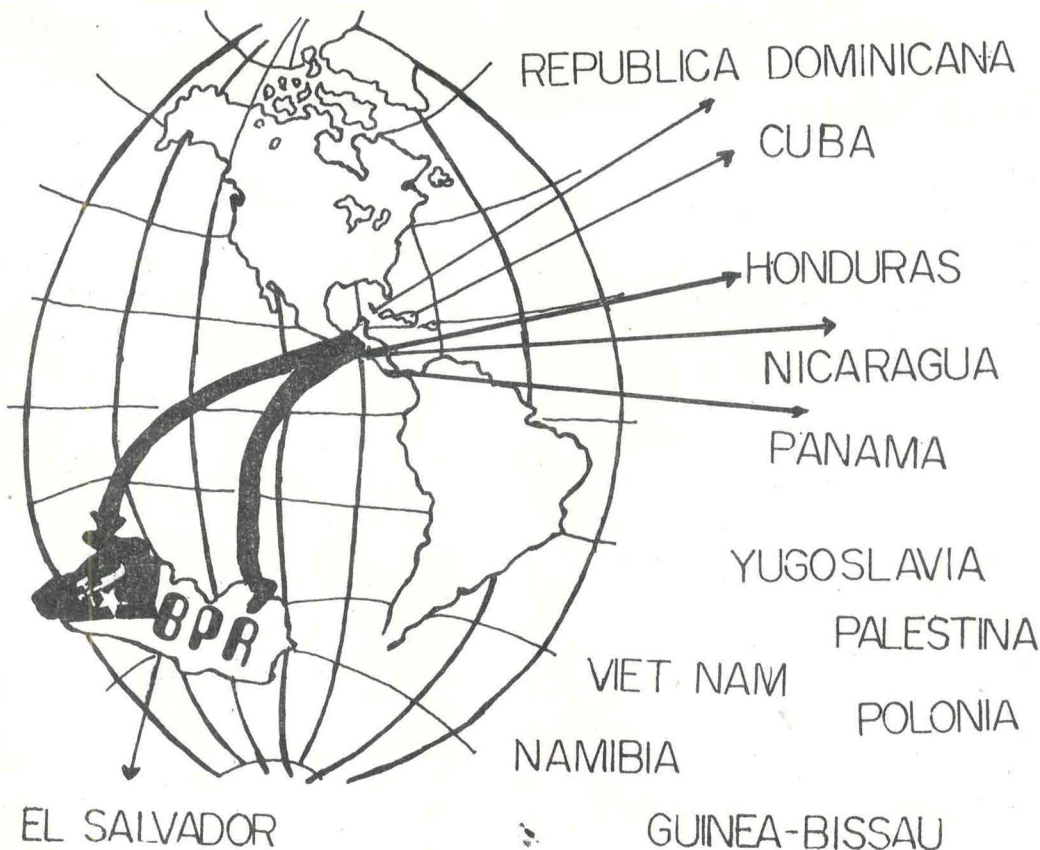 REPUBLICA DOMINICANA
CUBA
HONDURAS
NICARAGUA
PANAMA
YUGOSLAVIA
PALESTINA
VIET NAM
POLONIA
NAMIBIA
BPR
EL SALVADOR
GUINEA-BISSAU